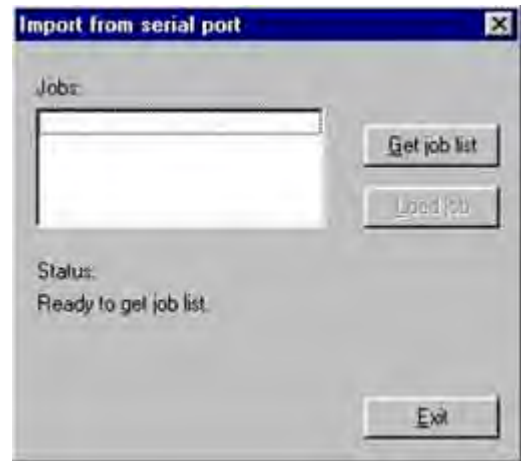 Import from serial port
Jobs:
Get job list
Load job
Status:
Ready to get job list.
Exit